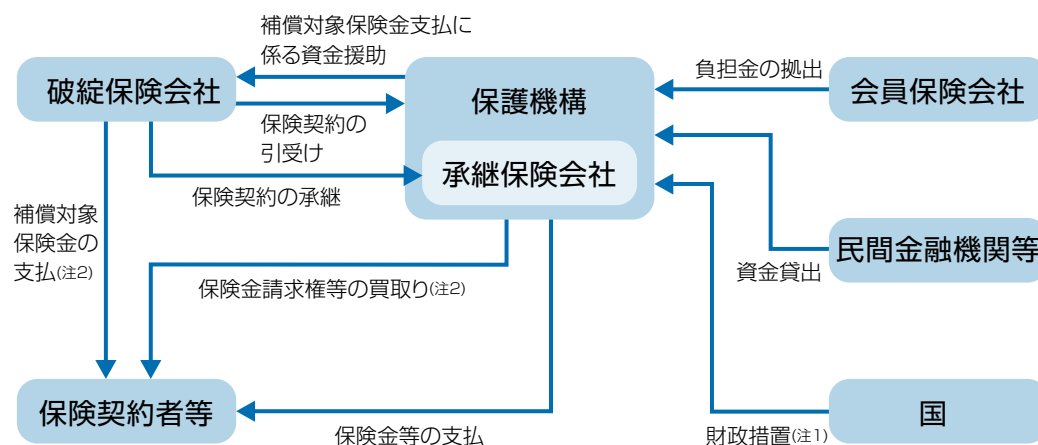 補償対象保険金支払に
係る資金援助
破綻保険会社
保護機構
負担金の拠出
会員保険会社
保険契約の
引受け
承継保険会社
保険契約の承継
補償対象
保険金の
支払(注2)
民間金融機関等
資金貸出
保険金請求権等の買取り(注2)
保険契約者等
保険金等の支払
財政措置(注1)
国